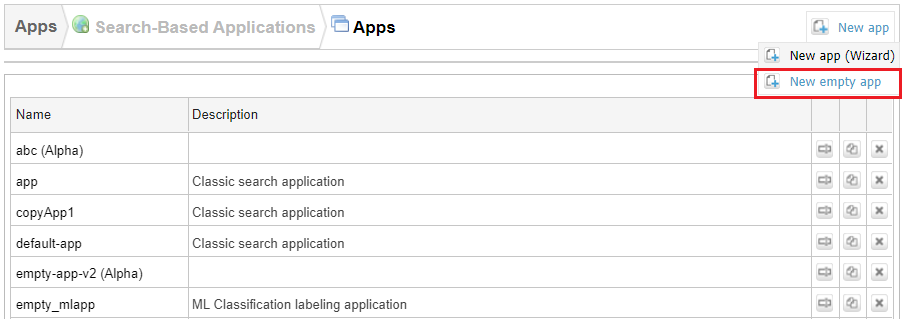 Apps Search-Based Applications Apps New app
New app (Wizard)
New empty app
Name Description
abc (Alpha)
app Classic search application
copyApp1 Classic search application
default-app Classic search application
empty-app-v2 (Alpha)
empty_mlapp ML Classification labeling application